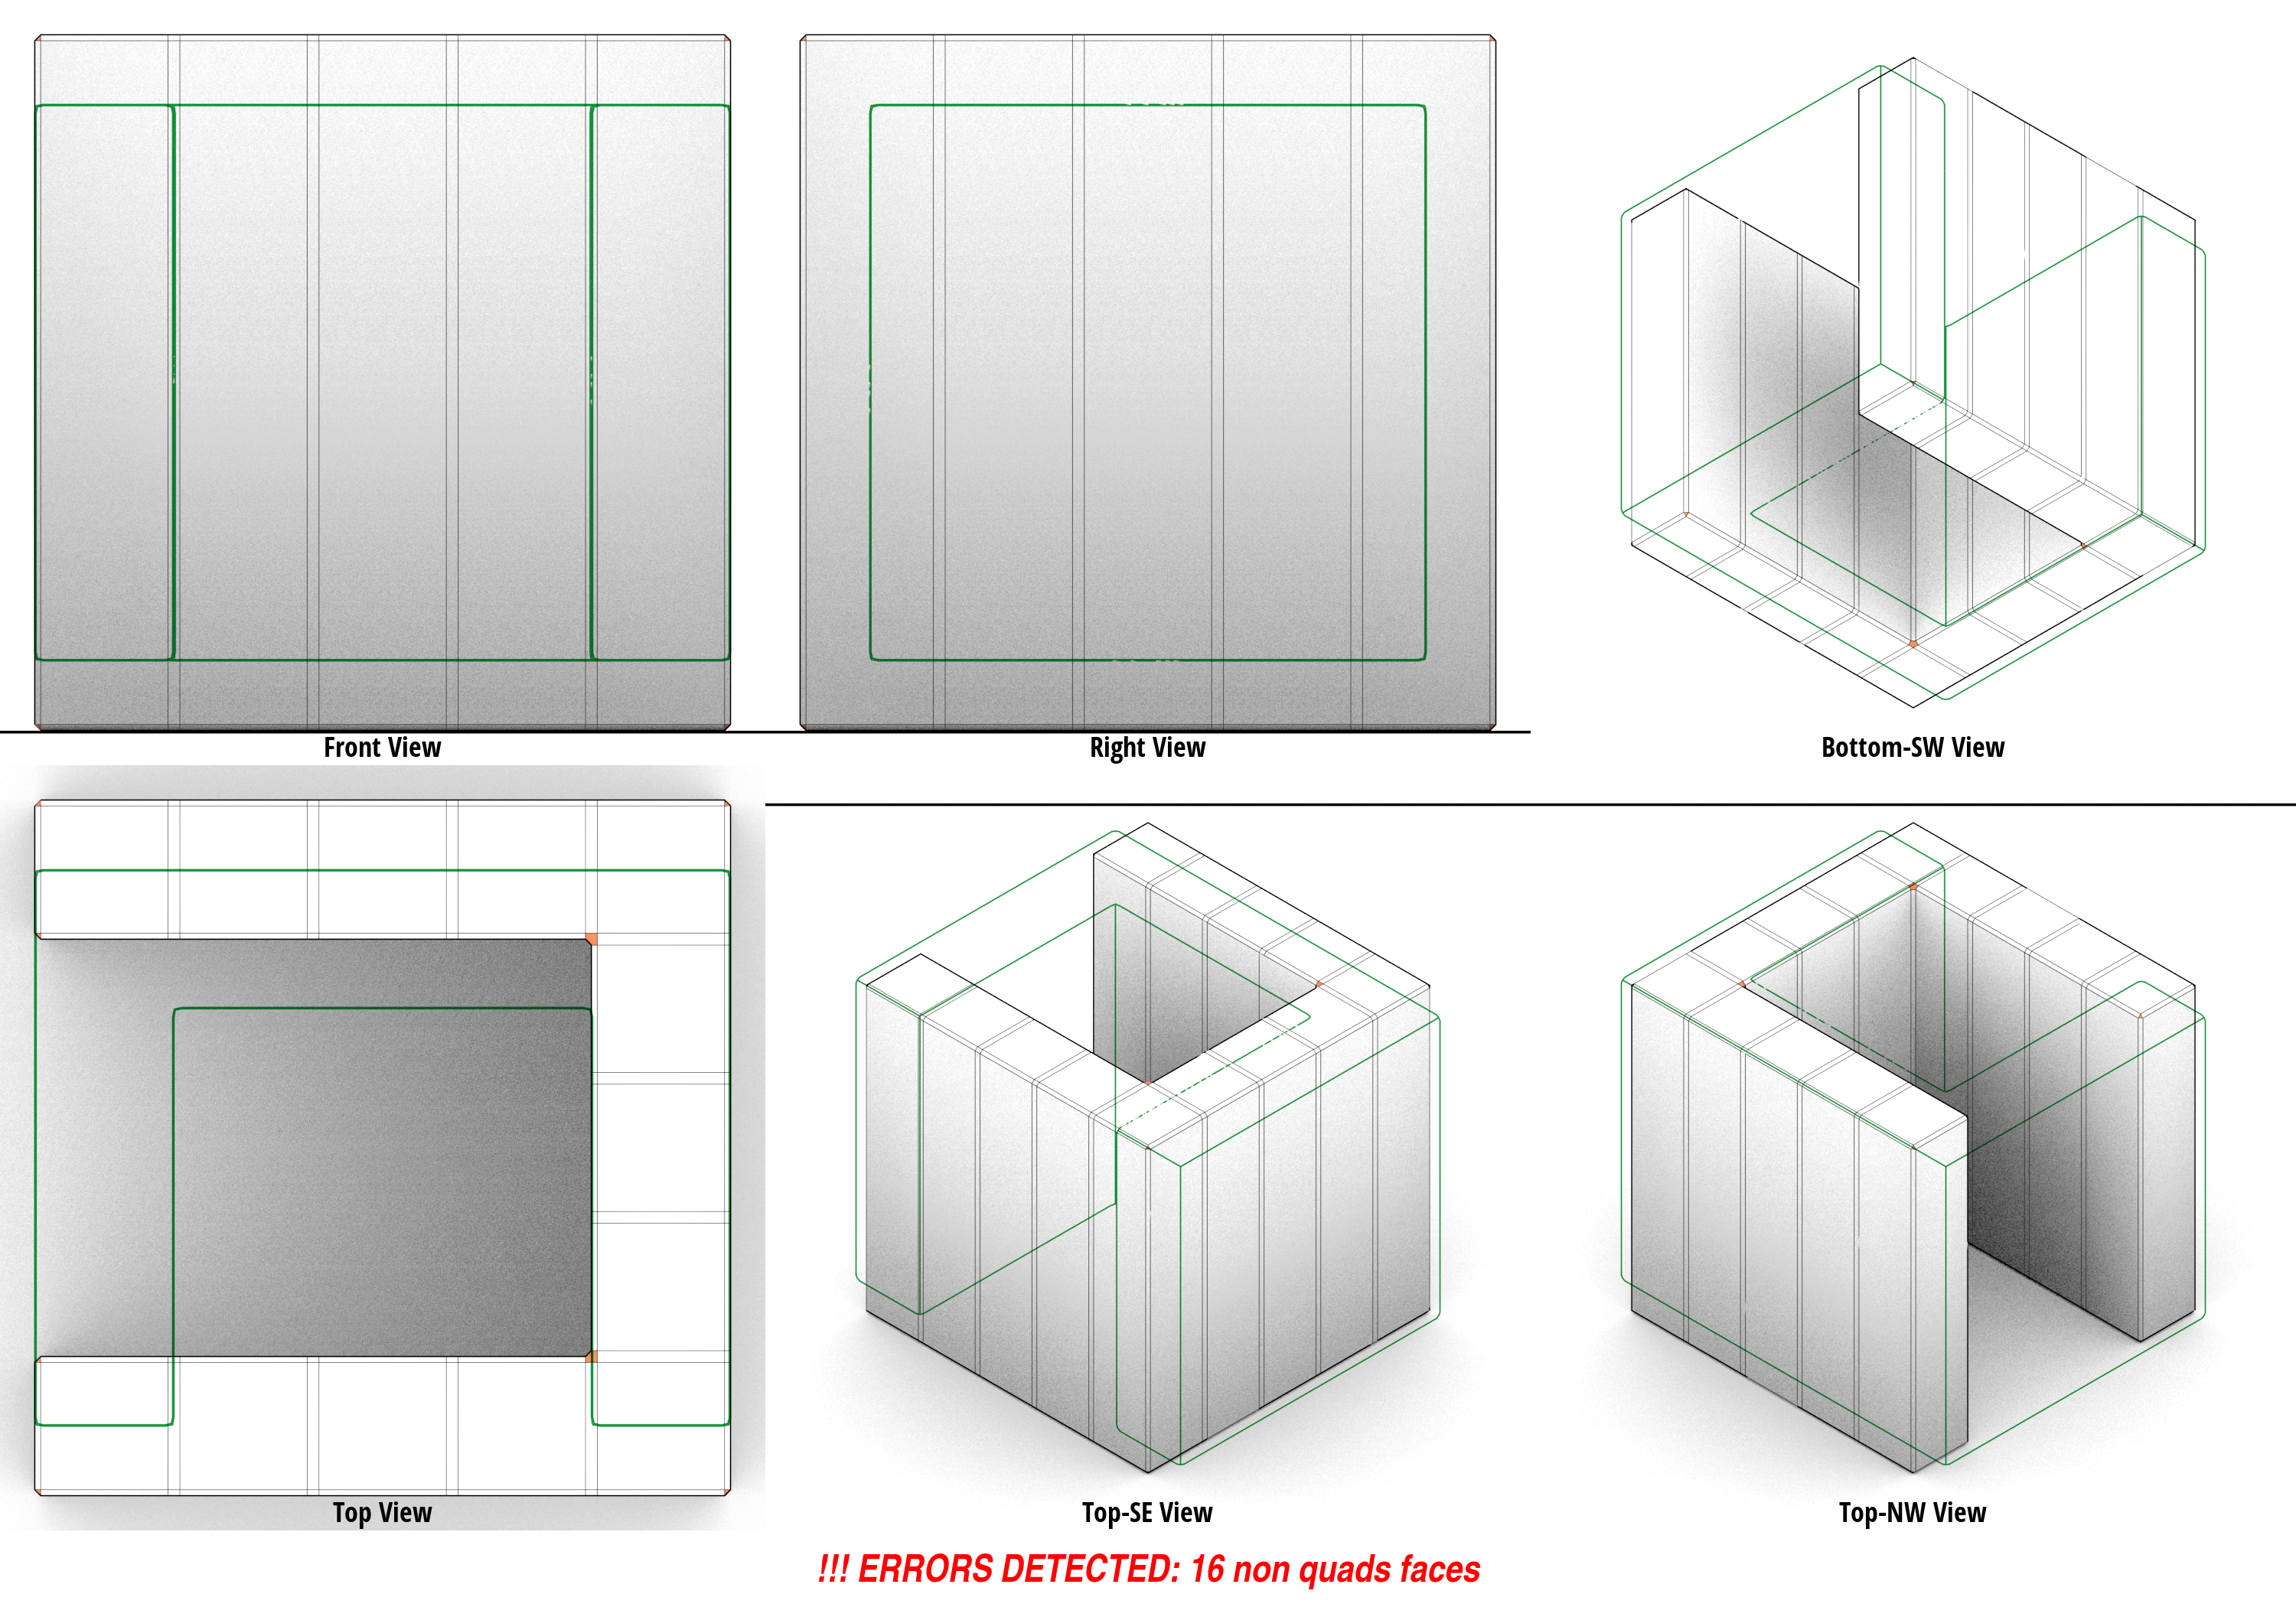 Front View
Right View
Bottom-SW View
Top View
Top-SE View
Top-NW View
!!! ERRORS DETECTED: 16 non quads faces